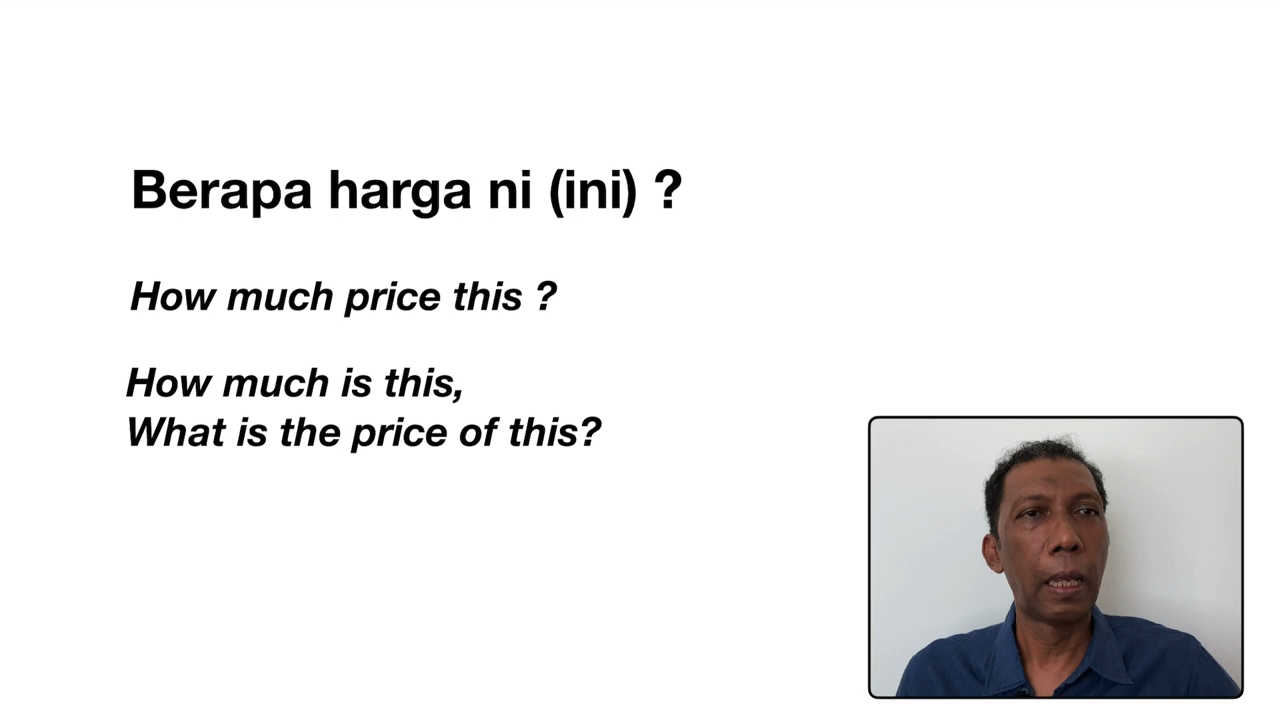 Berapa harga ni (ini) ?
How much price this ?
How much is this,
What is the price of this?